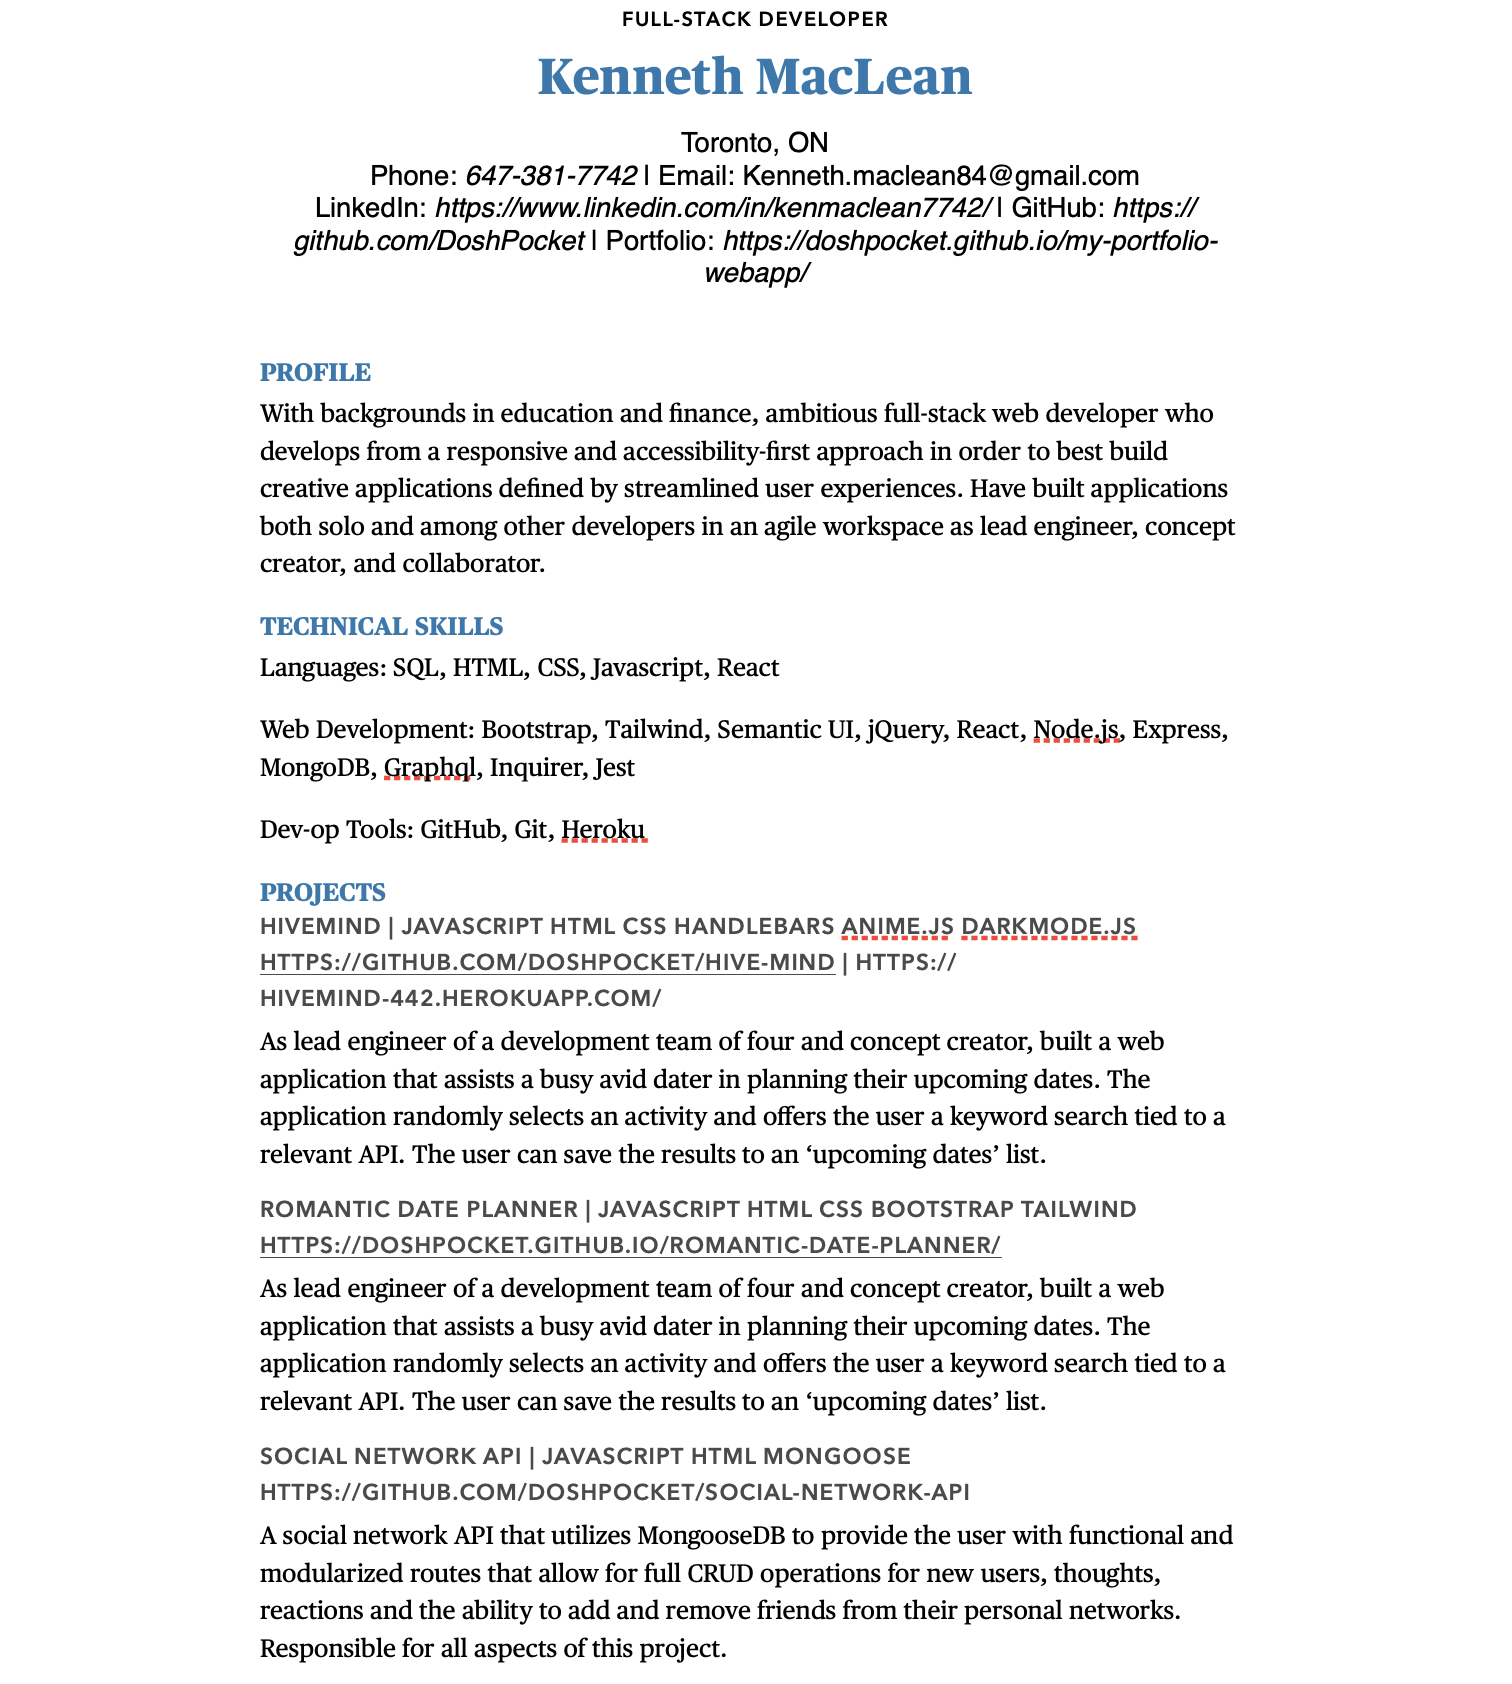 FULL-STACK DEVELOPER
Kenneth MacLean
Toronto, ON
Phone: 647-381-7742 | Email: Kenneth.maclean84@gmail.com
LinkedIn: https://www.linkedin.com/in/kenmaclean7742/ | GitHub: https://
github.com/DoshPocket | Portfolio: https://doshpocket.github.io/my-portfolio-
webapp/
PROFILE
With backgrounds in education and finance, ambitious full-stack web developer who
develops from a responsive and accessibility-first approach in order to best build
creative applications defined by streamlined user experiences. Have built applications
both solo and among other developers in an agile workspace as lead engineer, concept
creator, and collaborator.
TECHNICAL SKILLS
Languages: SQL, HTML, CSS, Javascript, React
Web Development: Bootstrap, Tailwind, Semantic UI, jQuery, React, Node.js, Express,
MongoDB, Graphql, Inquirer, Jest
Dev-op Tools: GitHub, Git, Heroku
PROJECTS
HIVEMIND | JAVASCRIPT HTML CSS HANDLEBARS ANIME.JS DARKMODE.JS
HTTPS://GITHUB.COM/DOSHPOCKET/HIVE-MIND | HTTPS://
HIVEMIND-442.HEROKUAPP.COM/
As lead engineer of a development team of four and concept creator, built a web
application that assists a busy avid dater in planning their upcoming dates. The
application randomly selects an activity and offers the user a keyword search tied to a
relevant API. The user can save the results to an ‘upcoming dates’ list.
ROMANTIC DATE PLANNER | JAVASCRIPT HTML CSS BOOTSTRAP TAILWIND
HTTPS://DOSHPOCKET.GITHUB.IO/ROMANTIC-DATE-PLANNER/
As lead engineer of a development team of four and concept creator, built a web
application that assists a busy avid dater in planning their upcoming dates. The
application randomly selects an activity and offers the user a keyword search tied to a
relevant API. The user can save the results to an ‘upcoming dates’ list.
SOCIAL NETWORK API | JAVASCRIPT HTML MONGOOSE
HTTPS://GITHUB.COM/DOSHPOCKET/SOCIAL-NETWORK-API
A social network API that utilizes MongooseDB to provide the user with functional and
modularized routes that allow for full CRUD operations for new users, thoughts,
reactions and the ability to add and remove friends from their personal networks.
Responsible for all aspects of this project.